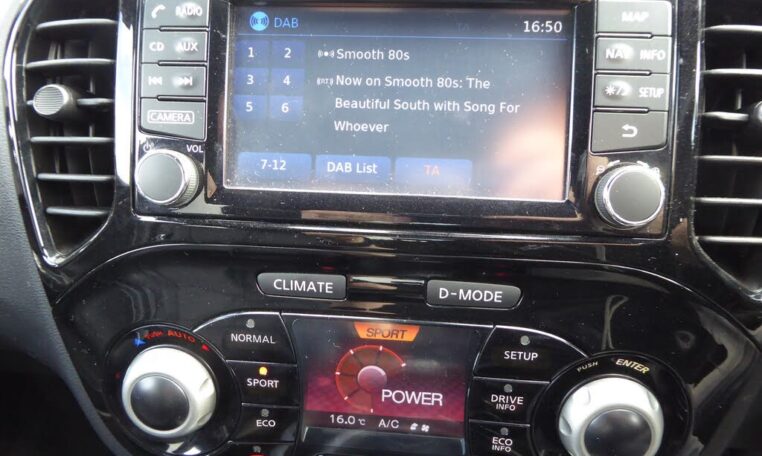 RADIO
CD AUX
CAMERA
VOL
DAB
16:50
1 2
3 4
5 6
Smooth 80s
Now on Smooth 80s: The
Beautiful South with Song For
Whoever
7-12
DAB List
TA
MAP
NAV INFO
SETUP
CLIMATE
D-MODE
AUTO
NORMAL
SPORT
ECO
SPORT
POWER
16.0 °C A/C
SETUP
DRIVE
INFO
ECO
INFO
PUSH ENTER